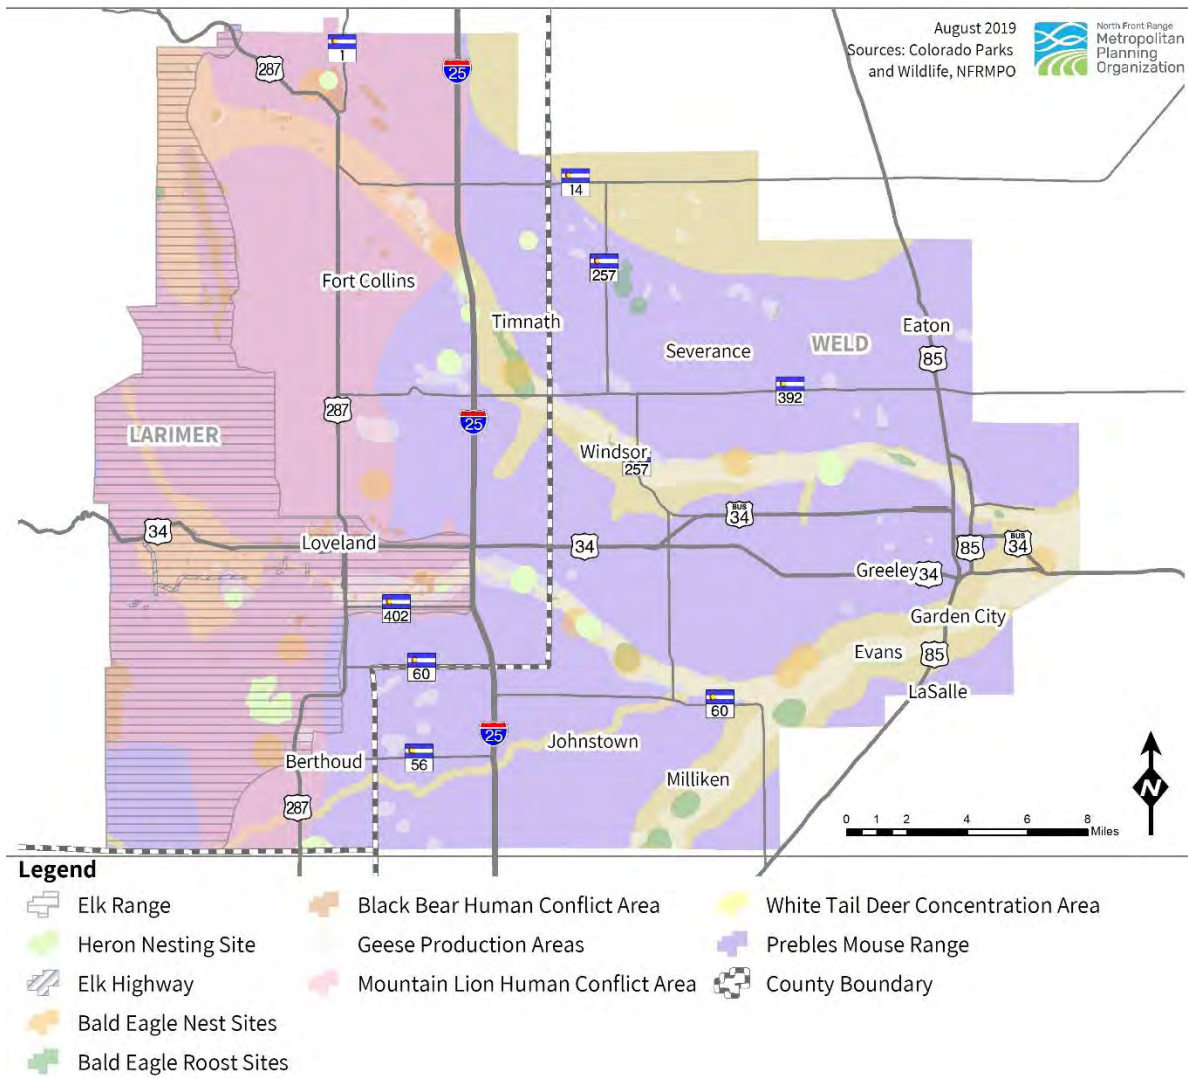 August 2019
Sources: Colorado Parks
and Wildlife, NFRMPO
North Front Range
Metropolitan
Planning
Organization
287
1
25
14
257
Fort Collins
Timnath
Severance
WELD
Eaton
85
392
287
25
LARIMER
Windsor
257
34
BUS
34
Loveland
34
85
BUS
34
Greeley
34
402
Garden City
Evans
85
60
LaSalle
60
25
Johnstown
Berthoud
56
Milliken
287
N
0 1 2 4 6 8
Miles
Legend
Elk Range
Heron Nesting Site
Elk Highway
Bald Eagle Nest Sites
Bald Eagle Roost Sites
Black Bear Human Conflict Area
Geese Production Areas
Mountain Lion Human Conflict Area
White Tail Deer Concentration Area
Prebles Mouse Range
County Boundary